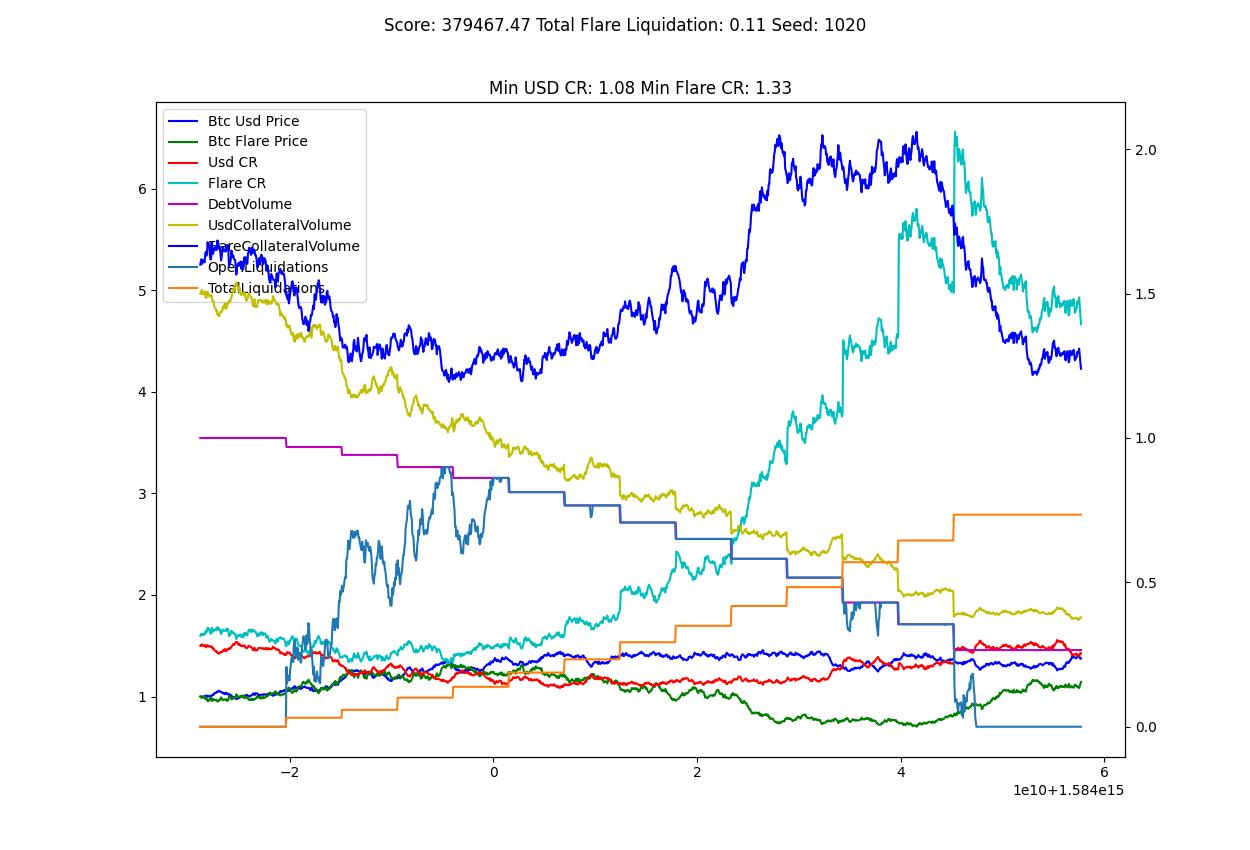 Score: 379467.47 Total Flare Liquidation: 0.11 Seed: 1020
Min USD CR: 1.08 Min Flare CR: 1.33
Btc Usd Price
Btc Flare Price
Usd CR
Flare CR
DebtVolume
UsdCollateralVolume
FlareCollateralVolume
OpenLiquidations
TotalLiquidations
6
5
4
3
2
1
2.0
1.5
1.0
0.5
0.0
−2
0
2
4
6
1e10+1.584e15